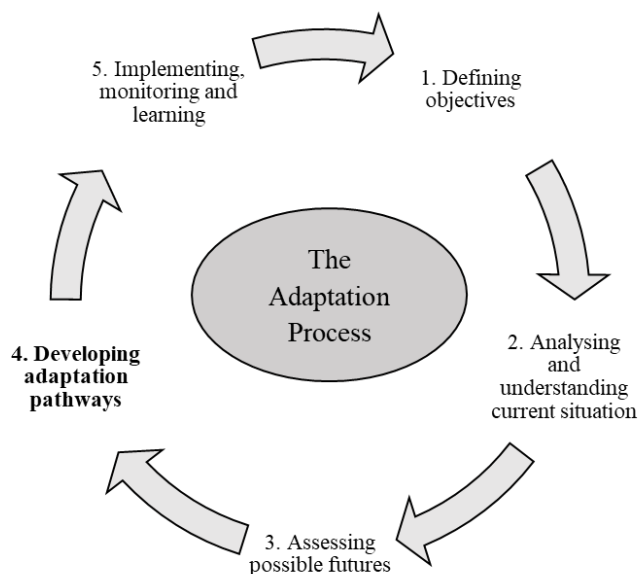 5. Implementing,
monitoring and
learning
1. Defining
objectives
The
Adaptation
Process
2. Analysing
and
understanding
current situation
4. Developing
adaptation
pathways
3. Assessing
possible futures